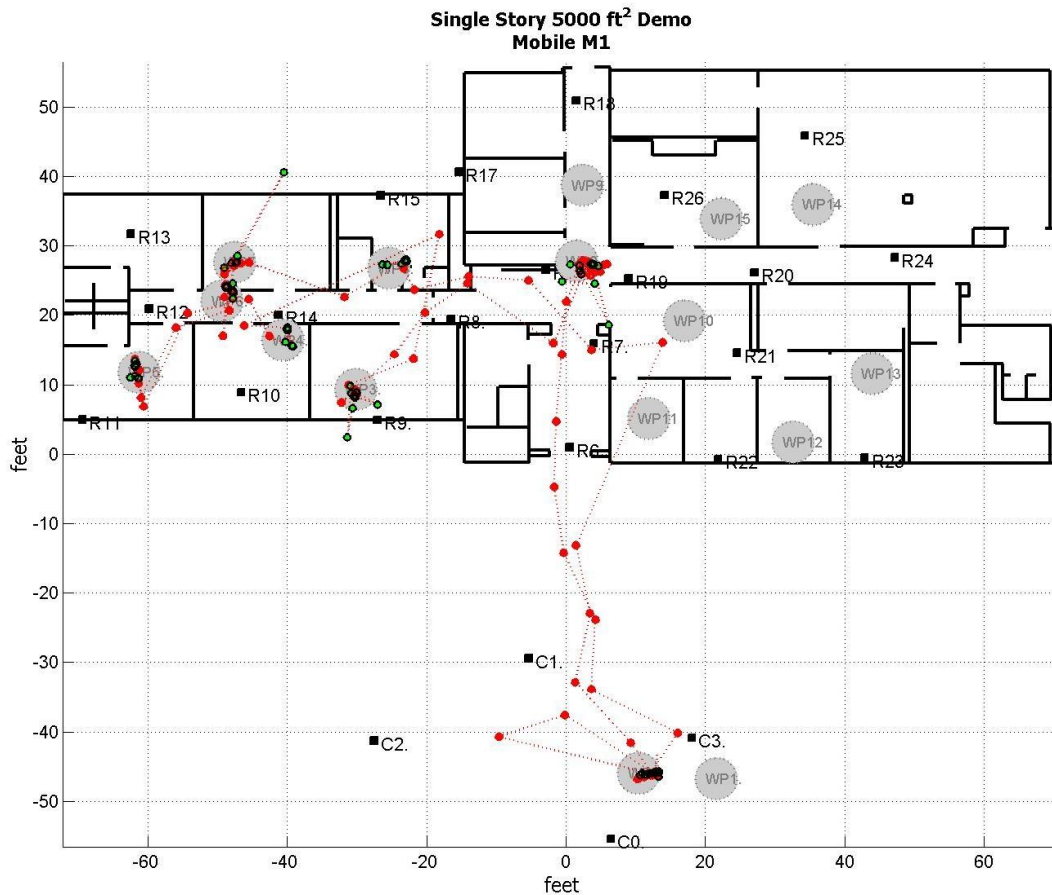 Single Story 5000 ft² Demo
Mobile M1
50
40
30
20
10
0
-10
-20
-30
-40
-50
feet
-60
-40
-20
0
20
40
60
feet
R18
R25
R17
WP9.
R15
R26
WP14
WP15
R13
R24
R20
R19
R12
R14
R8.
WP10
R7.
R21
WP13
R10
WP11
R11
R9.
WP12
R6
R22
R23
C1.
C2.
C3.
WP1.
C0